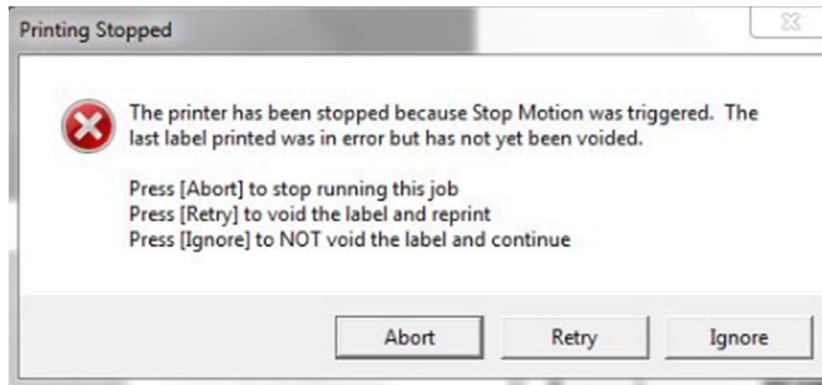 Printing Stopped
The printer has been stopped because Stop Motion was triggered.  The
last label printed was in error but has not yet been voided.
Press [Abort] to stop running this job
Press [Retry] to void the label and reprint
Press [Ignore] to NOT void the label and continue
Abort Retry Ignore